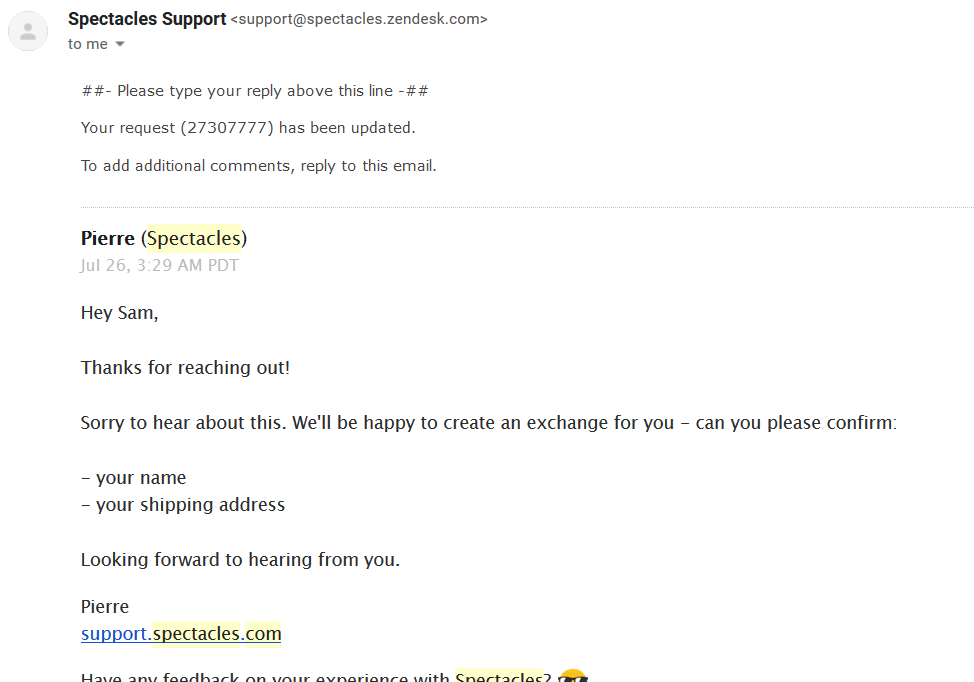 Spectacles Support <support@spectacles.zendesk.com>
to me
##- Please type your reply above this line -##
Your request (27307777) has been updated.
To add additional comments, reply to this email.
Pierre (Spectacles)
Jul 26, 3:29 AM PDT
Hey Sam,
Thanks for reaching out!
Sorry to hear about this. We'll be happy to create an exchange for you – can you please confirm:
– your name
– your shipping address
Looking forward to hearing from you.
Pierre
support.spectacles.com
Have any feedback on your experience with Spectacles? 😎